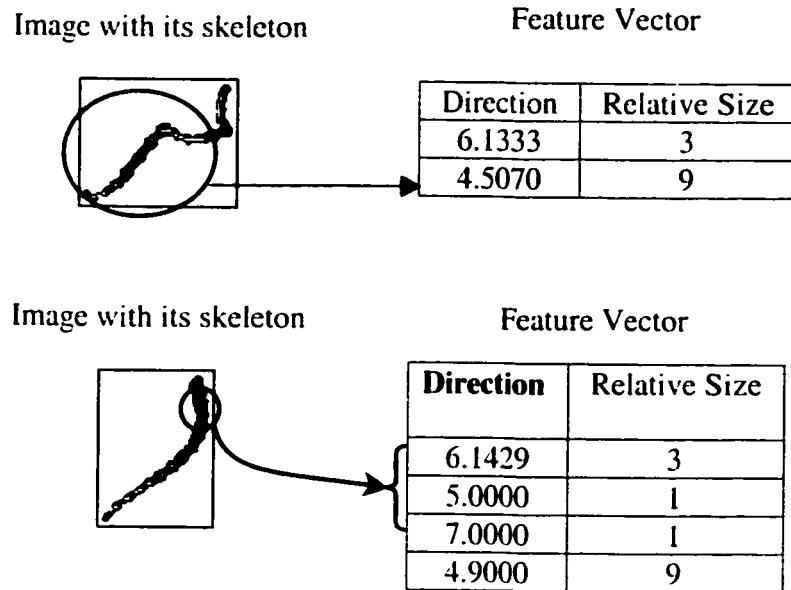 Image with its skeleton
Feature Vector
Direction Relative Size
6.1333 3
4.5070 9
Image with its skeleton
Feature Vector
Direction Relative Size
6.1429 3
5.0000 1
7.0000 1
4.9000 9